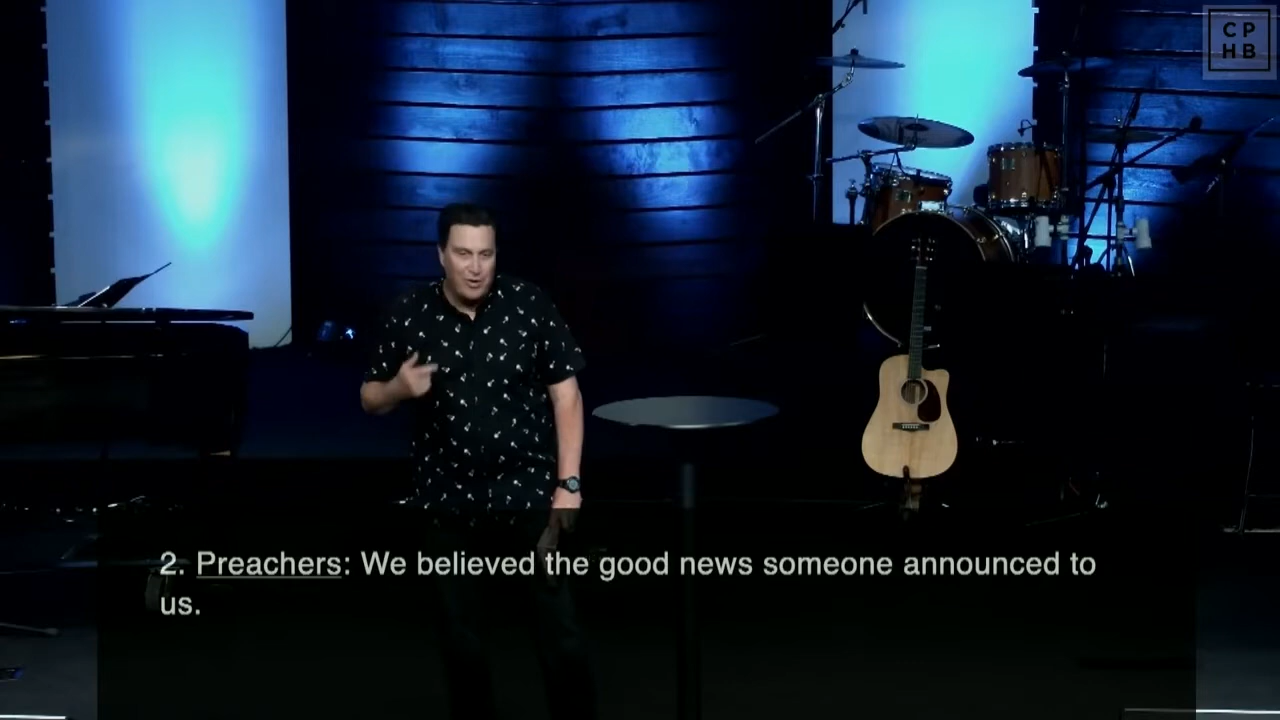 CP
HB
2. Preachers: We believed the good news someone announced to
us.